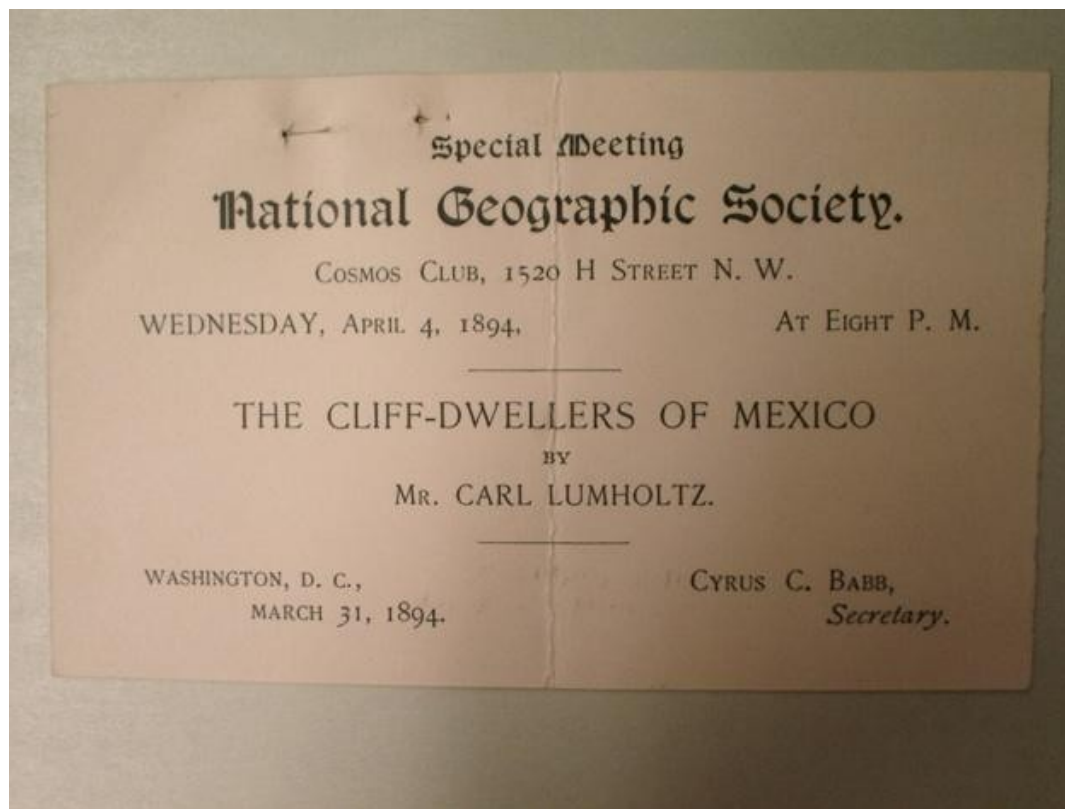 Special Meeting
National Geographic Society.
COSMOS CLUB, 1520 H STREET N. W.
WEDNESDAY, APRIL 4, 1894, AT EIGHT P. M.
THE CLIFF-DWELLERS OF MEXICO
BY
MR. CARL LUMHOLTZ.
WASHINGTON, D. C., CYRUS C. BABB,
MARCH 31, 1894. Secretary.